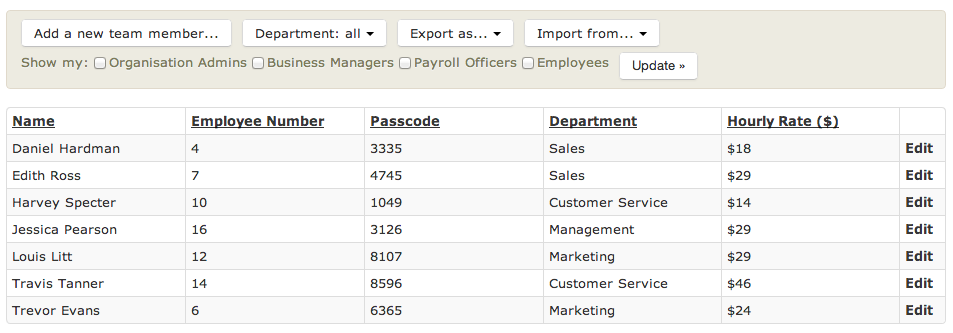 Add a new team member... Department: all Export as... Import from...
Show my: Organisation Admins Business Managers Payroll Officers Employees Update »
Name Employee Number Passcode Department Hourly Rate ($)
Daniel Hardman 4 3335 Sales $18 Edit
Edith Ross 7 4745 Sales $29 Edit
Harvey Specter 10 1049 Customer Service $14 Edit
Jessica Pearson 16 3126 Management $29 Edit
Louis Litt 12 8107 Marketing $29 Edit
Travis Tanner 14 8596 Customer Service $46 Edit
Trevor Evans 6 6365 Marketing $24 Edit